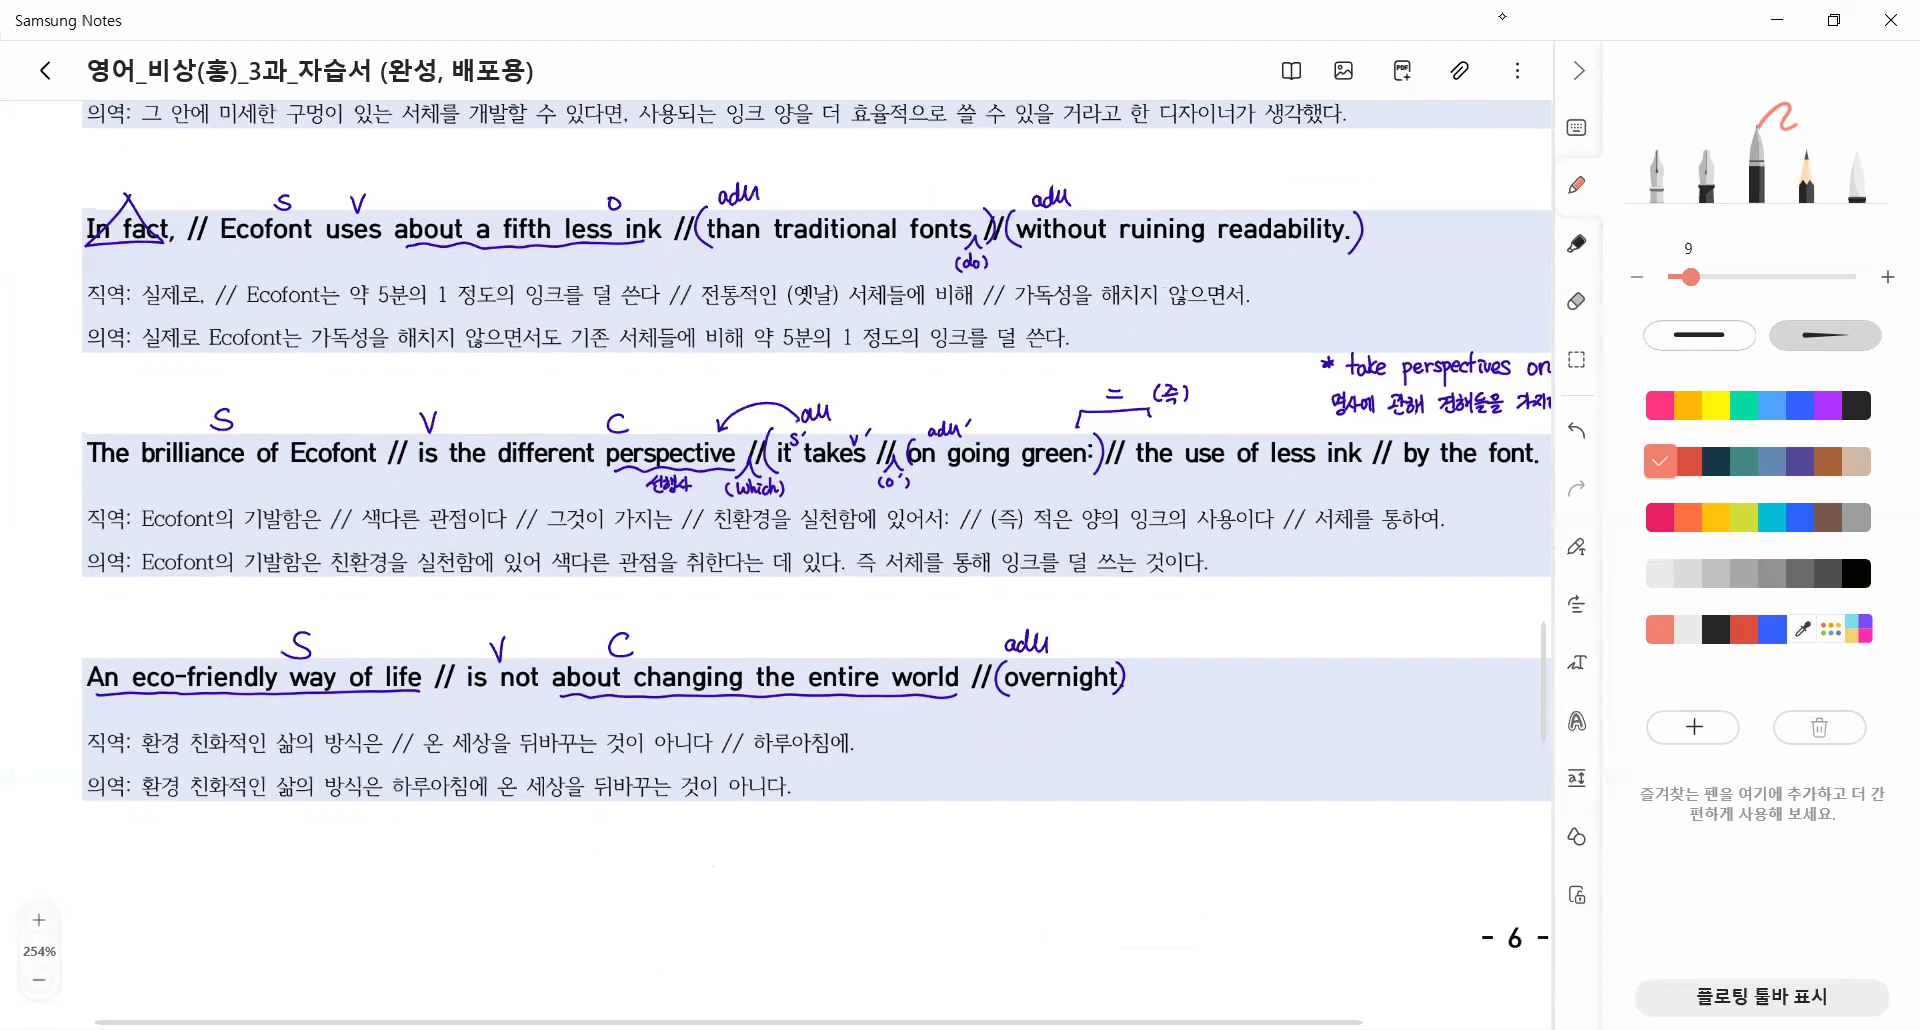 Samsung Notes
영어_비상(홍)_3과_자습서 (완성, 배포용)
의역: 그 안에 미세한 구멍이 있는 서체를 개발할 수 있다면, 사용되는 잉크 양을 더 효율적으로 쓸 수 있을 거라고 한 디자이너가 생각했다.
S V O adv adv
In fact, // Ecofont uses about a fifth less ink // (than traditional fonts) // (without ruining readability.)
(do)
직역: 실제로, // Ecofont는 약 5분의 1 정도의 잉크를 덜 쓴다 // 전통적인 (옛날) 서체들에 비해 // 가독성을 해치지 않으면서.
의역: 실제로 Ecofont는 가독성을 해치지 않으면서도 기존 서체들에 비해 약 5분의 1 정도의 잉크를 덜 쓴다.
* take perspectives on
명사에 관해 견해들을
= (즉)
S V C s' v' adv'
The brilliance of Ecofont // is the different perspective // (it takes // (on going green:) // the use of less ink // by the font.
선행사 (which) (o')
직역: Ecofont의 기발함은 // 색다른 관점이다 // 그것이 가지는 // 친환경을 실천함에 있어서: // (즉) 적은 양의 잉크의 사용이다 // 서체를 통하여.
의역: Ecofont의 기발함은 친환경을 실천함에 있어 색다른 관점을 취한다는 데 있다. 즉 서체를 통해 잉크를 덜 쓰는 것이다.
S V C adv
An eco-friendly way of life // is not about changing the entire world // (overnight.)
직역: 환경 친화적인 삶의 방식은 // 온 세상을 뒤바꾸는 것이 아니다 // 하루아침에.
의역: 환경 친화적인 삶의 방식은 하루아침에 온 세상을 뒤바꾸는 것이 아니다.
- 6 -
254%
9
즐겨찾는 펜을 여기에 추가하고 더 간
편하게 사용해 보세요.
플로팅 툴바 표시